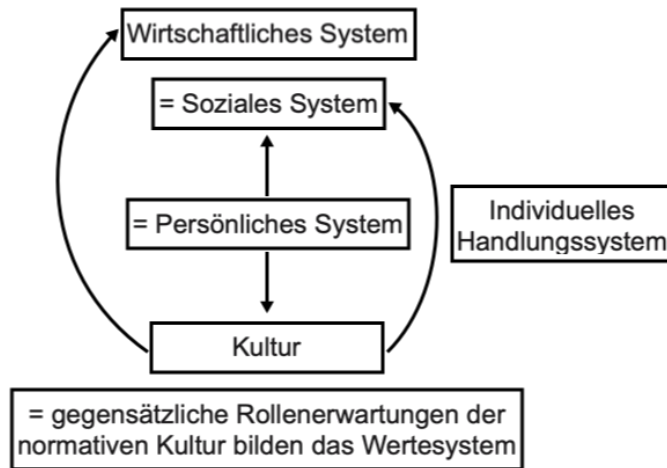 Wirtschaftliches System
= Soziales System
= Persönliches System
Individuelles
Handlungssystem
Kultur
= gegensätzliche Rollenerwartungen der
normativen Kultur bilden das Wertesystem